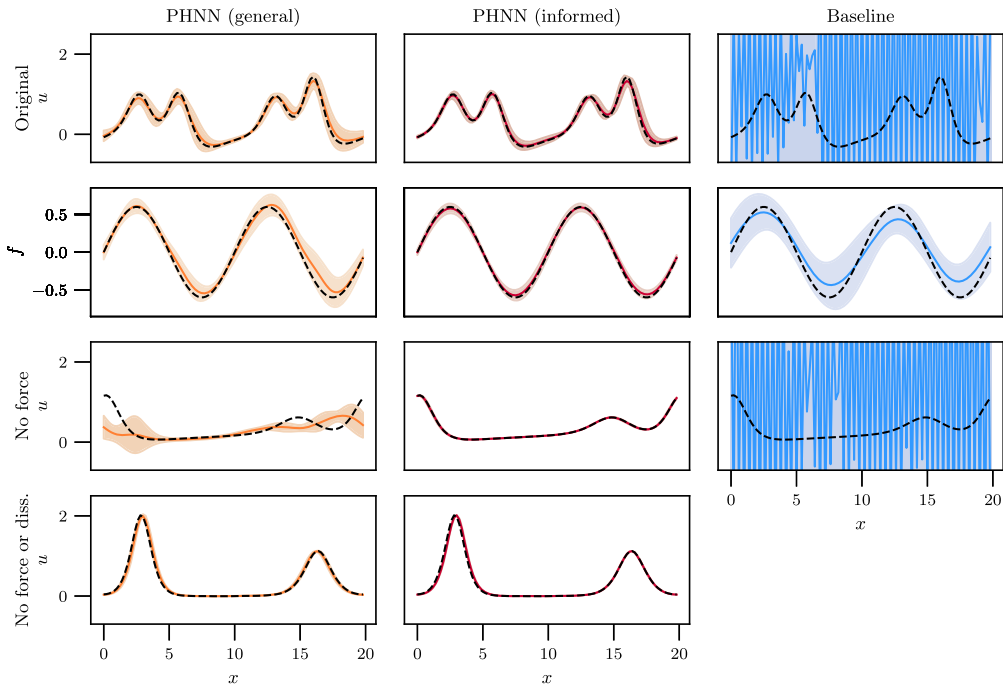 PHNN (general)
PHNN (informed)
Baseline
Original
u
2
0
f
0.5
0.0
−0.5
No force
u
2
0
0
5
10
15
20
x
No force or diss.
u
2
0
0
5
10
15
20
x
0
5
10
15
20
x